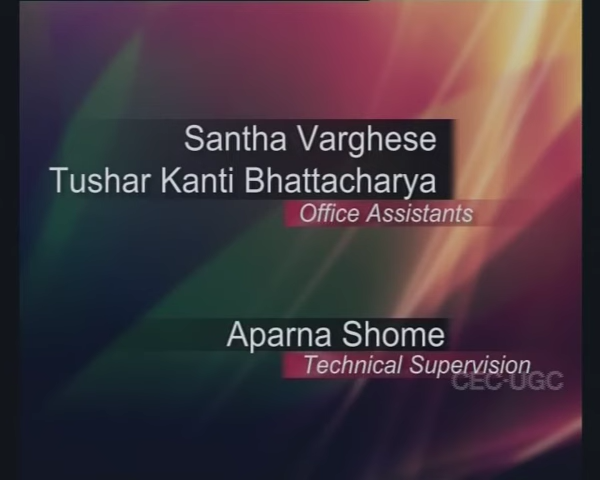 Santha Varghese
Tushar Kanti Bhattacharya
Office Assistants
Aparna Shome
Technical Supervision
CEC-UGC